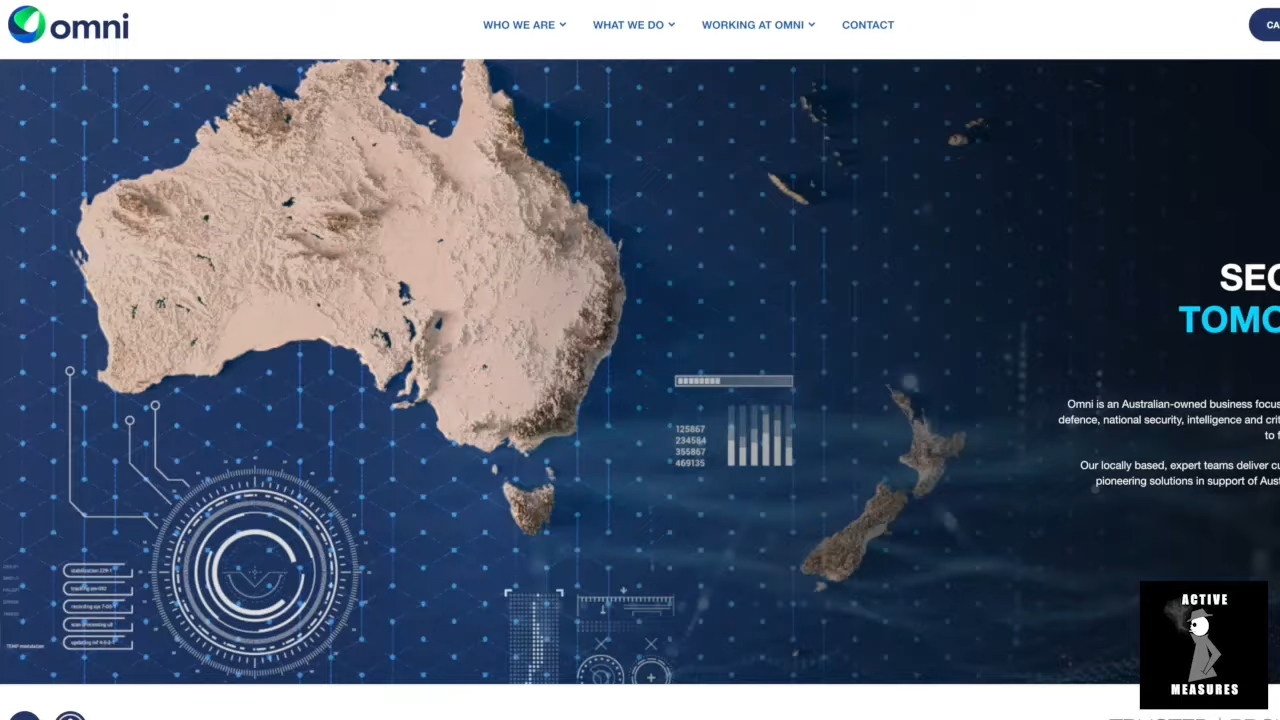 omni
WHO WE ARE
WHAT WE DO
WORKING AT OMNI
CONTACT
CA
SEC
TOMO
Omni is an Australian-owned business focus
defence, national security, intelligence and crit
to f
Our locally based, expert teams deliver cu
pioneering solutions in support of Aust
125867
234584
355867
469135
ACTIVE
MEASURES